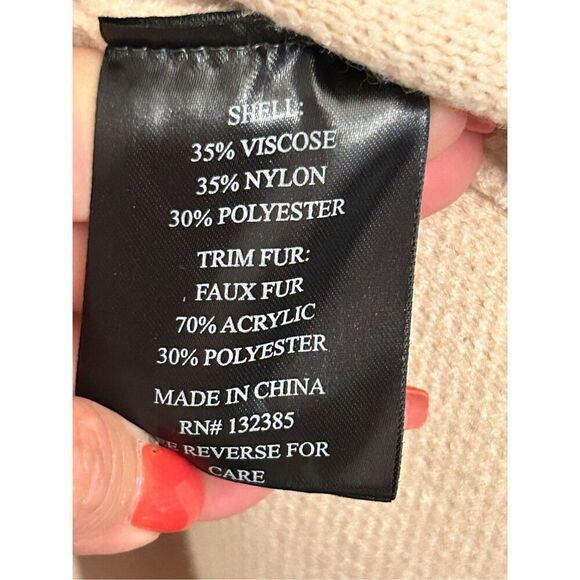 SHELL:
35% VISCOSE
35% NYLON
30% POLYESTER
TRIM FUR:
FAUX FUR
70% ACRYLIC
30% POLYESTER
MADE IN CHINA
RN# 132385
REVERSE FOR
CARE